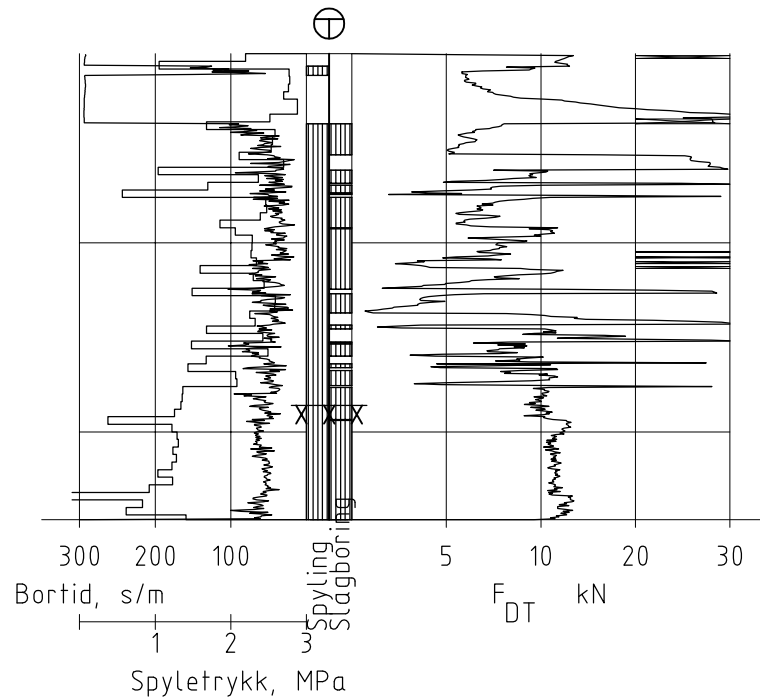 300 200 100 5 10 20 30
Bortid, s/m
Spyling
Slagboring
F DT kN
1 2 3
Spyletrykk, MPa